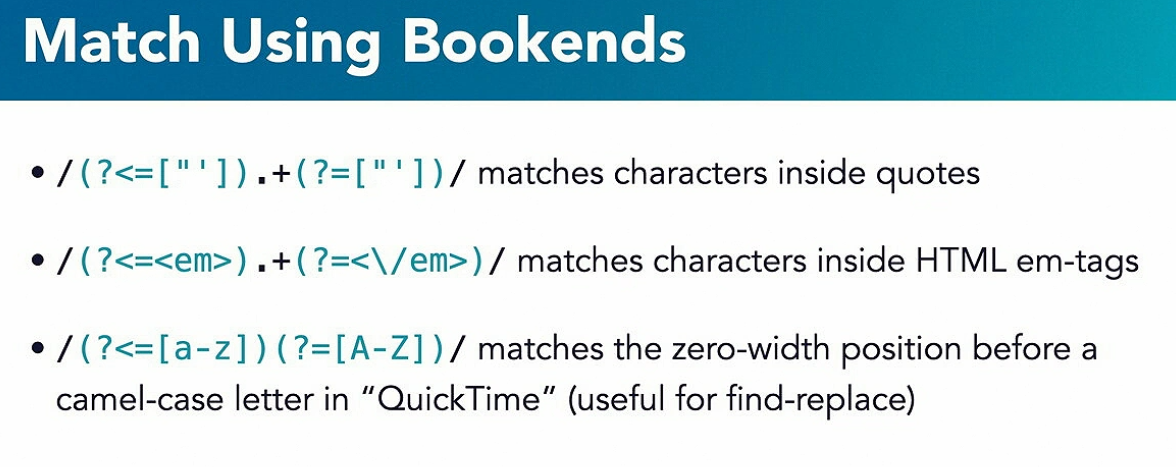 Match Using Bookends
• /(?<=["']).+(?=["'])/ matches characters inside quotes
• /(?<=<em>).+(?=<\/em>)/ matches characters inside HTML em-tags
• /(?<=[a-z])(?=[A-Z])/ matches the zero-width position before a
camel-case letter in “QuickTime” (useful for find-replace)